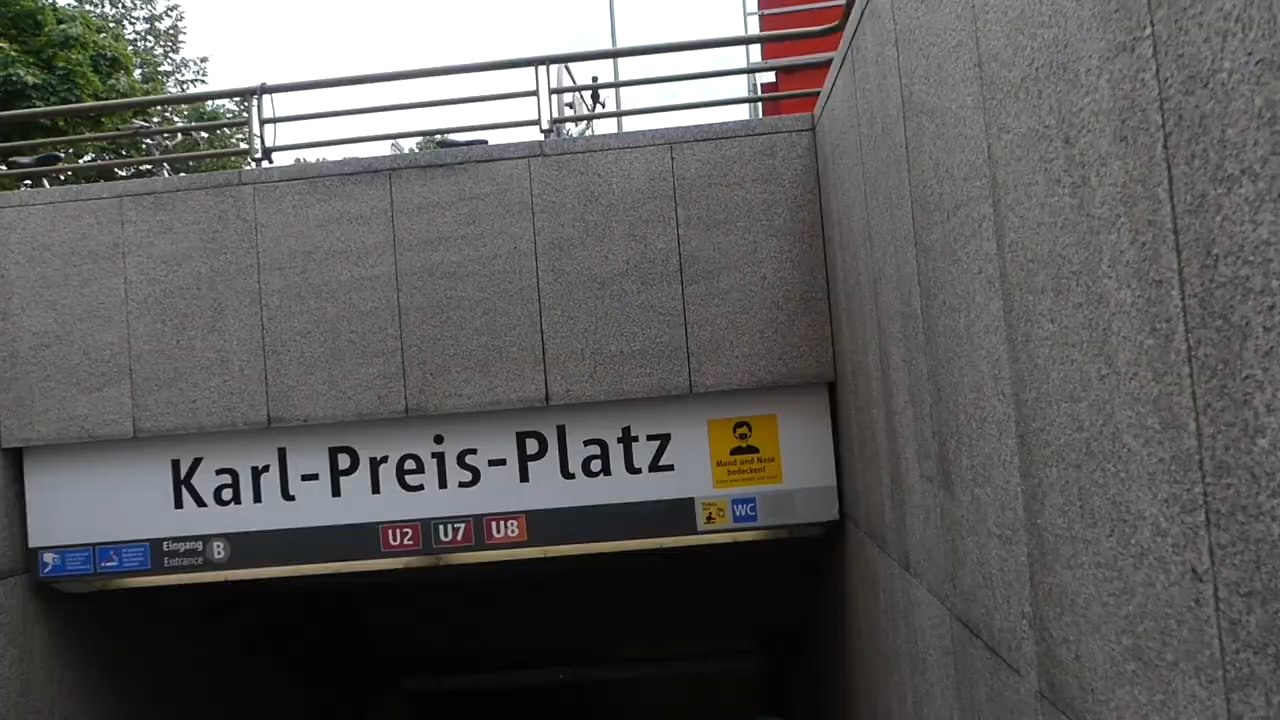 Karl-Preis-Platz
Mund und Nase
bedecken!
Eingang
Entrance
B
U2
U7
U8
WC